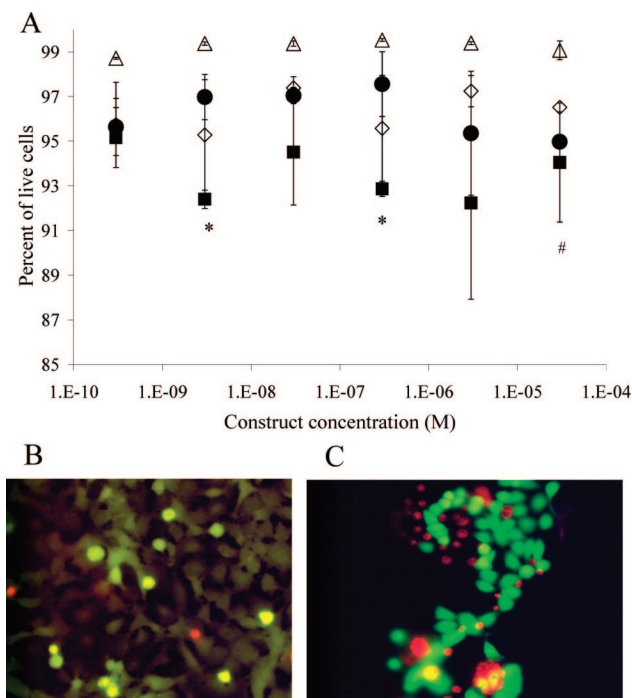 A
99
97
95
93
91
89
87
85
Percent of live cells
*
*
#
1.E-10 1.E-09 1.E-08 1.E-07 1.E-06 1.E-05 1.E-04
Construct concentration (M)
B
C